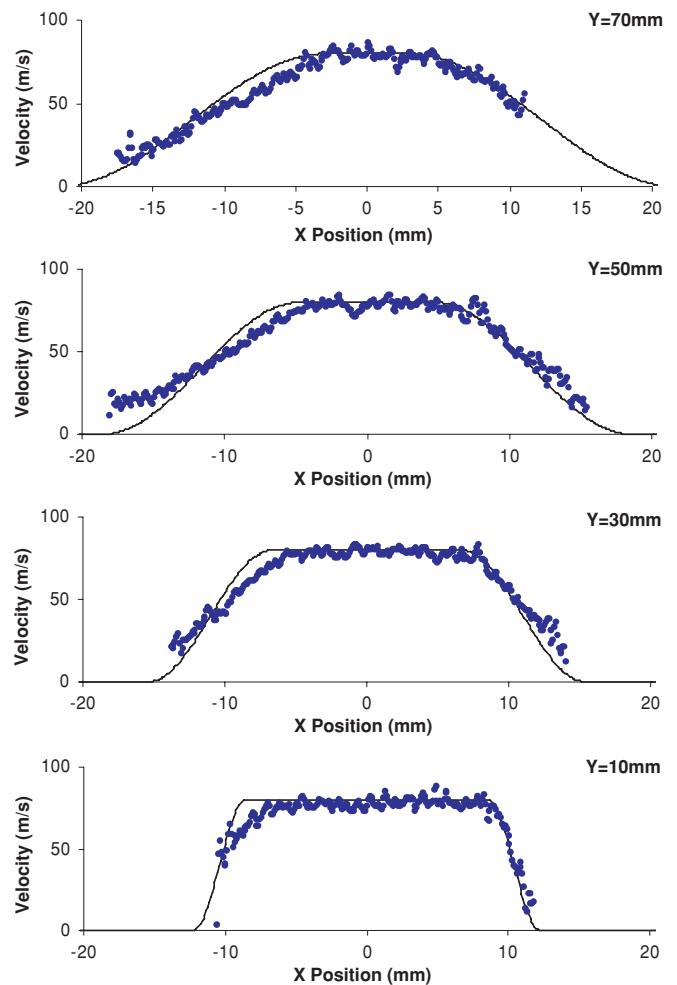 Y=70mm
100
50
0
Velocity (m/s)
-20 -15 -10 -5 0 5 10 15 20
X Position (mm)
Y=50mm
100
50
0
Velocity (m/s)
-20 -10 0 10 20
X Position (mm)
Y=30mm
100
50
0
Velocity (m/s)
-20 -10 0 10 20
X Position (mm)
Y=10mm
100
50
0
Velocity (m/s)
-20 -10 0 10 20
X Position (mm)